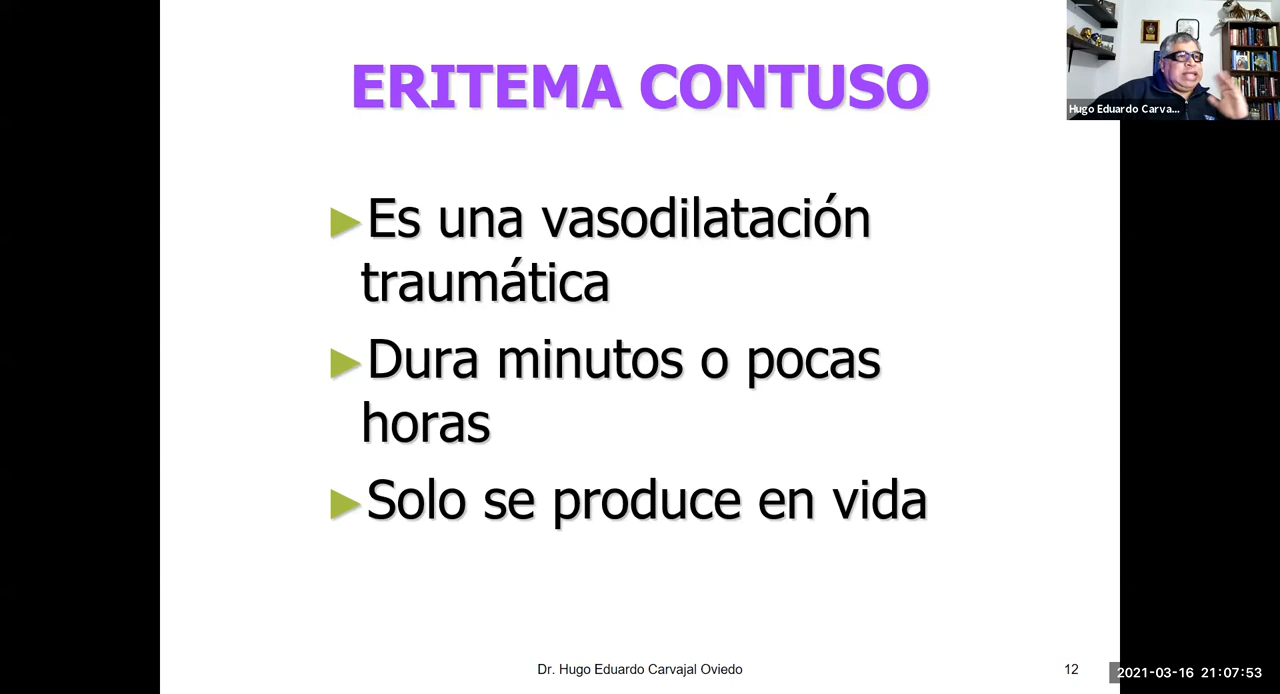 ERITEMA CONTUSO
Hugo Eduardo Carva...
►Es una vasodilatación
traumática
►Dura minutos o pocas
horas
►Solo se produce en vida
Dr. Hugo Eduardo Carvajal Oviedo
12
2021-03-16 21:07:53